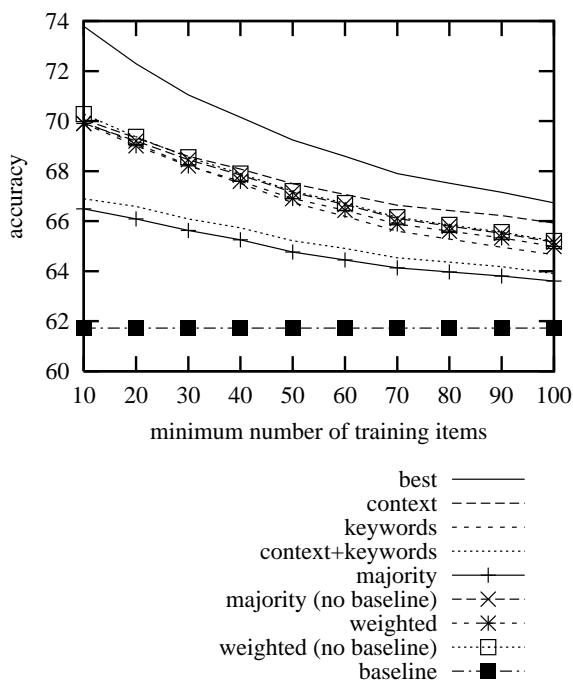 74
72
70
68
66
64
62
60
accuracy
10 20 30 40 50 60 70 80 90 100
minimum number of training items
best
context
keywords
context+keywords
majority
majority (no baseline)
weighted
weighted (no baseline)
baseline